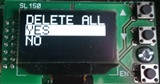 SL150
DELETE ALL
YES
NO